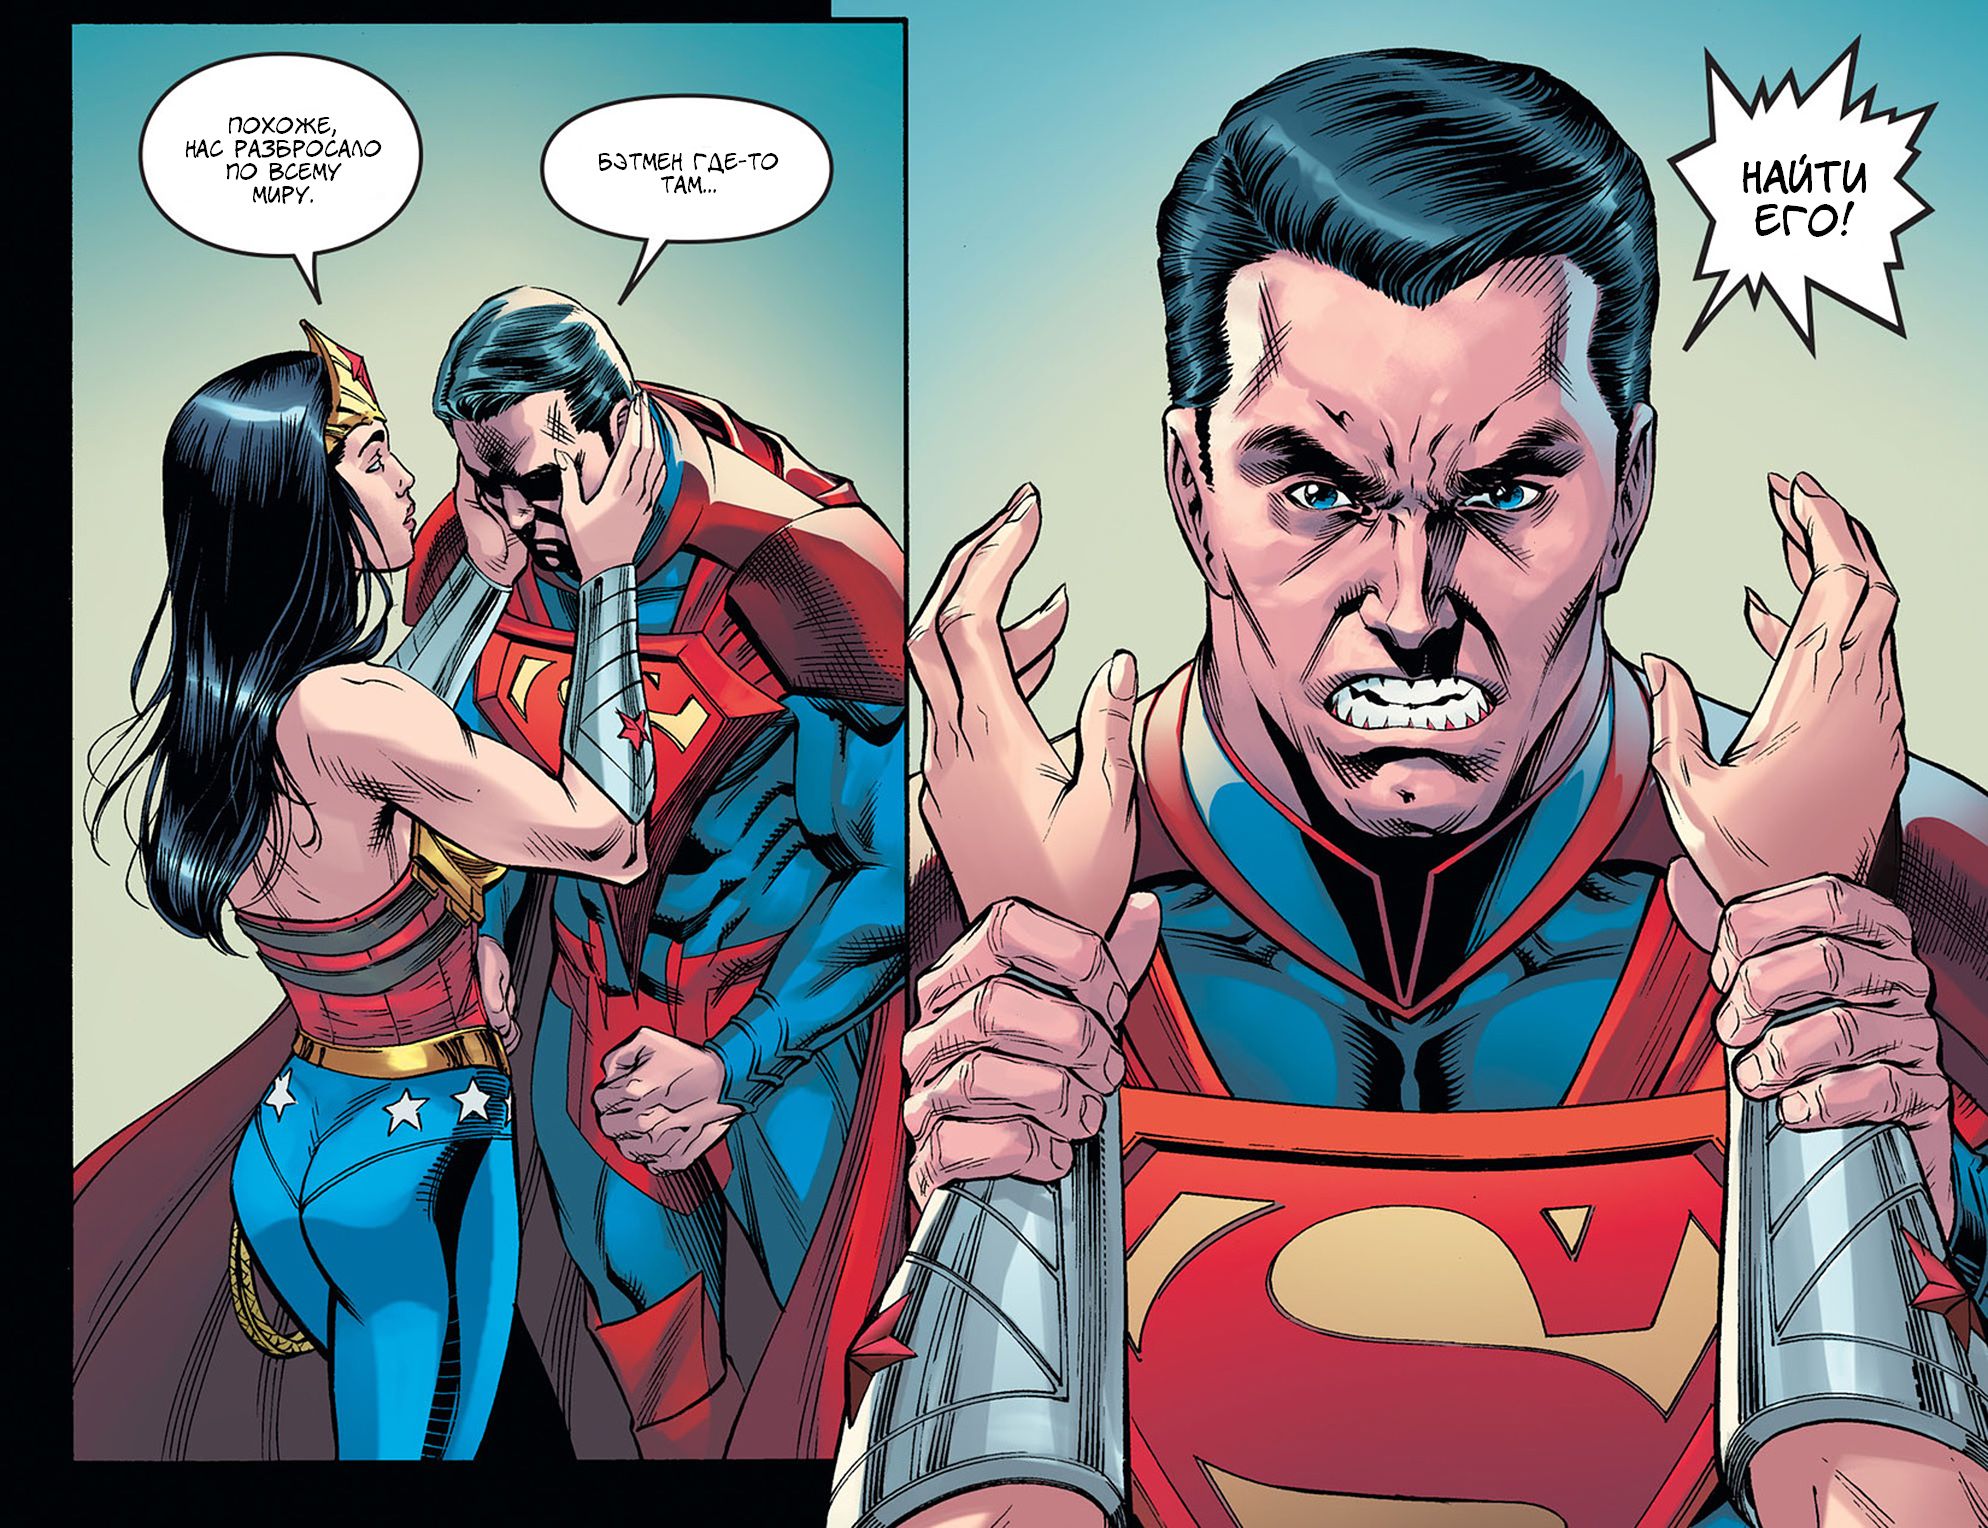 ПОХОЖЕ,
НАС РАЗБРОСАЛО
ПО ВСЕМУ
МИРУ.
БЭТМЕН ГДЕ-ТО
ТАМ...
НАЙТИ
ЕГО!